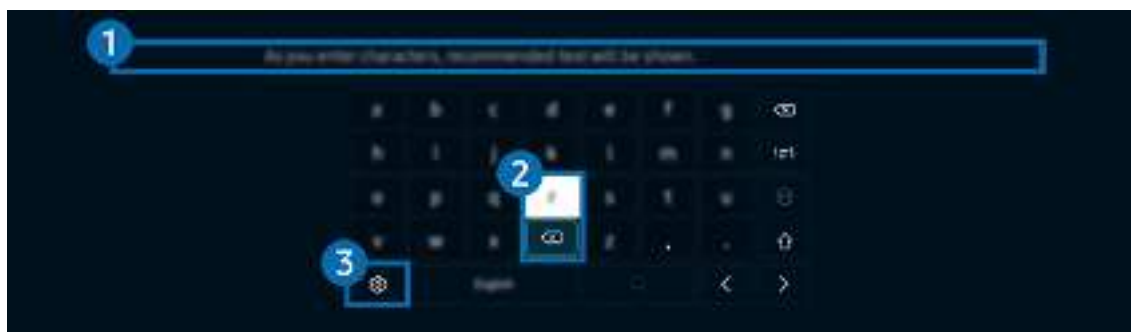 1
As you enter characters, recommended text will be shown.
a b c d e f g
h i j k l m n
2
o p q r s t u
v w x z , .
3
English